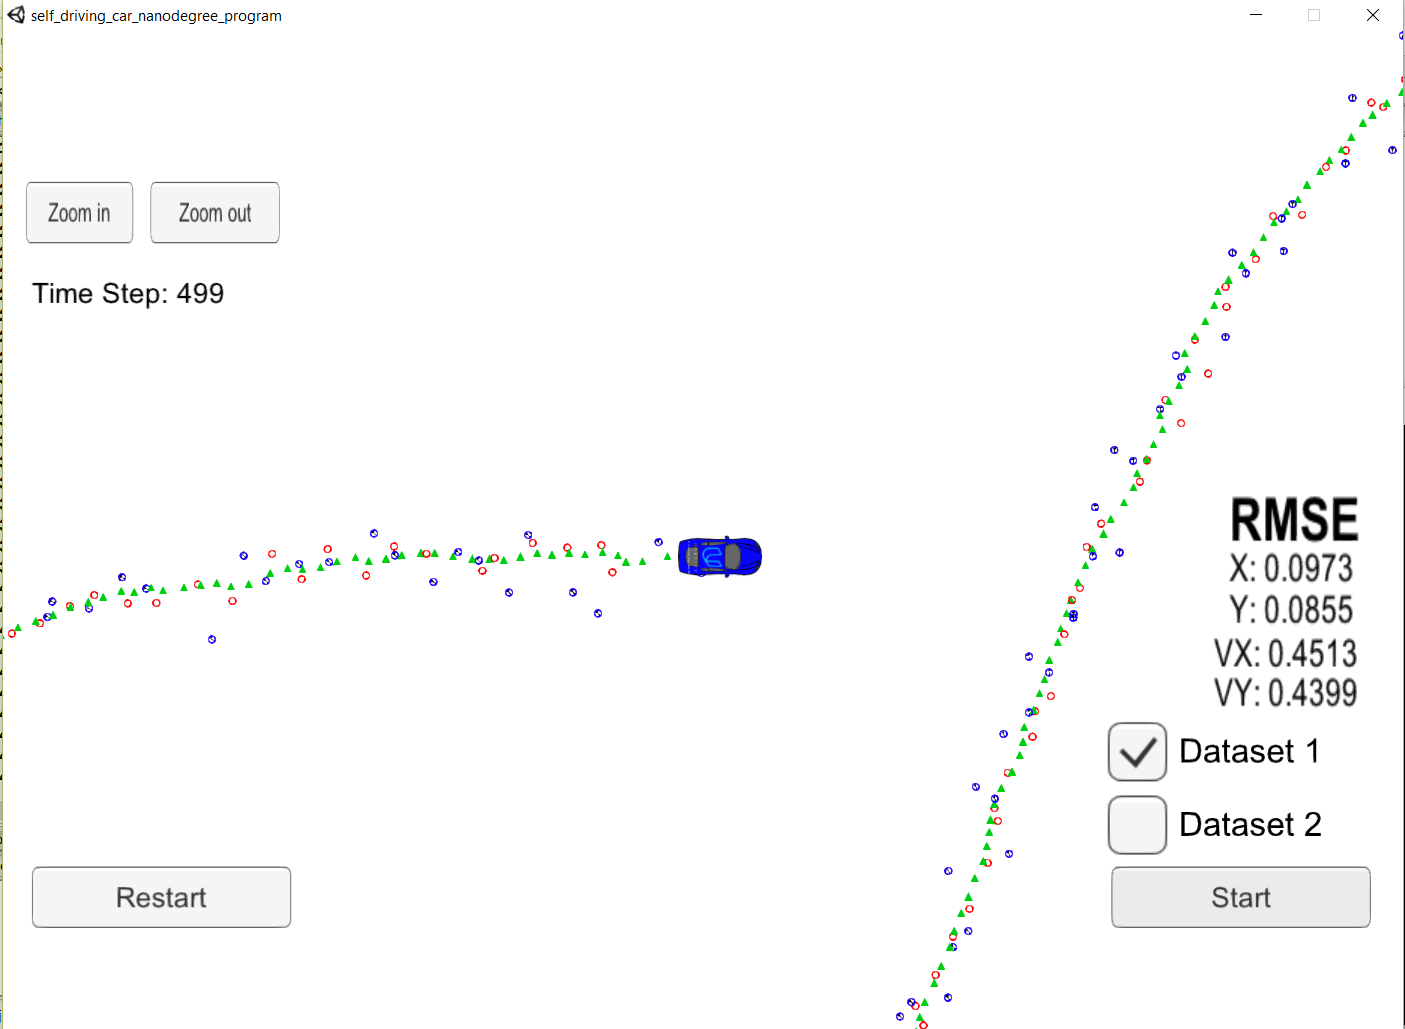 self_driving_car_nanodegree_program
Zoom in
Zoom out
Time Step: 499
RMSE
X: 0.0973
Y: 0.0855
VX: 0.4513
VY: 0.4399
Dataset 1
Dataset 2
Restart
Start